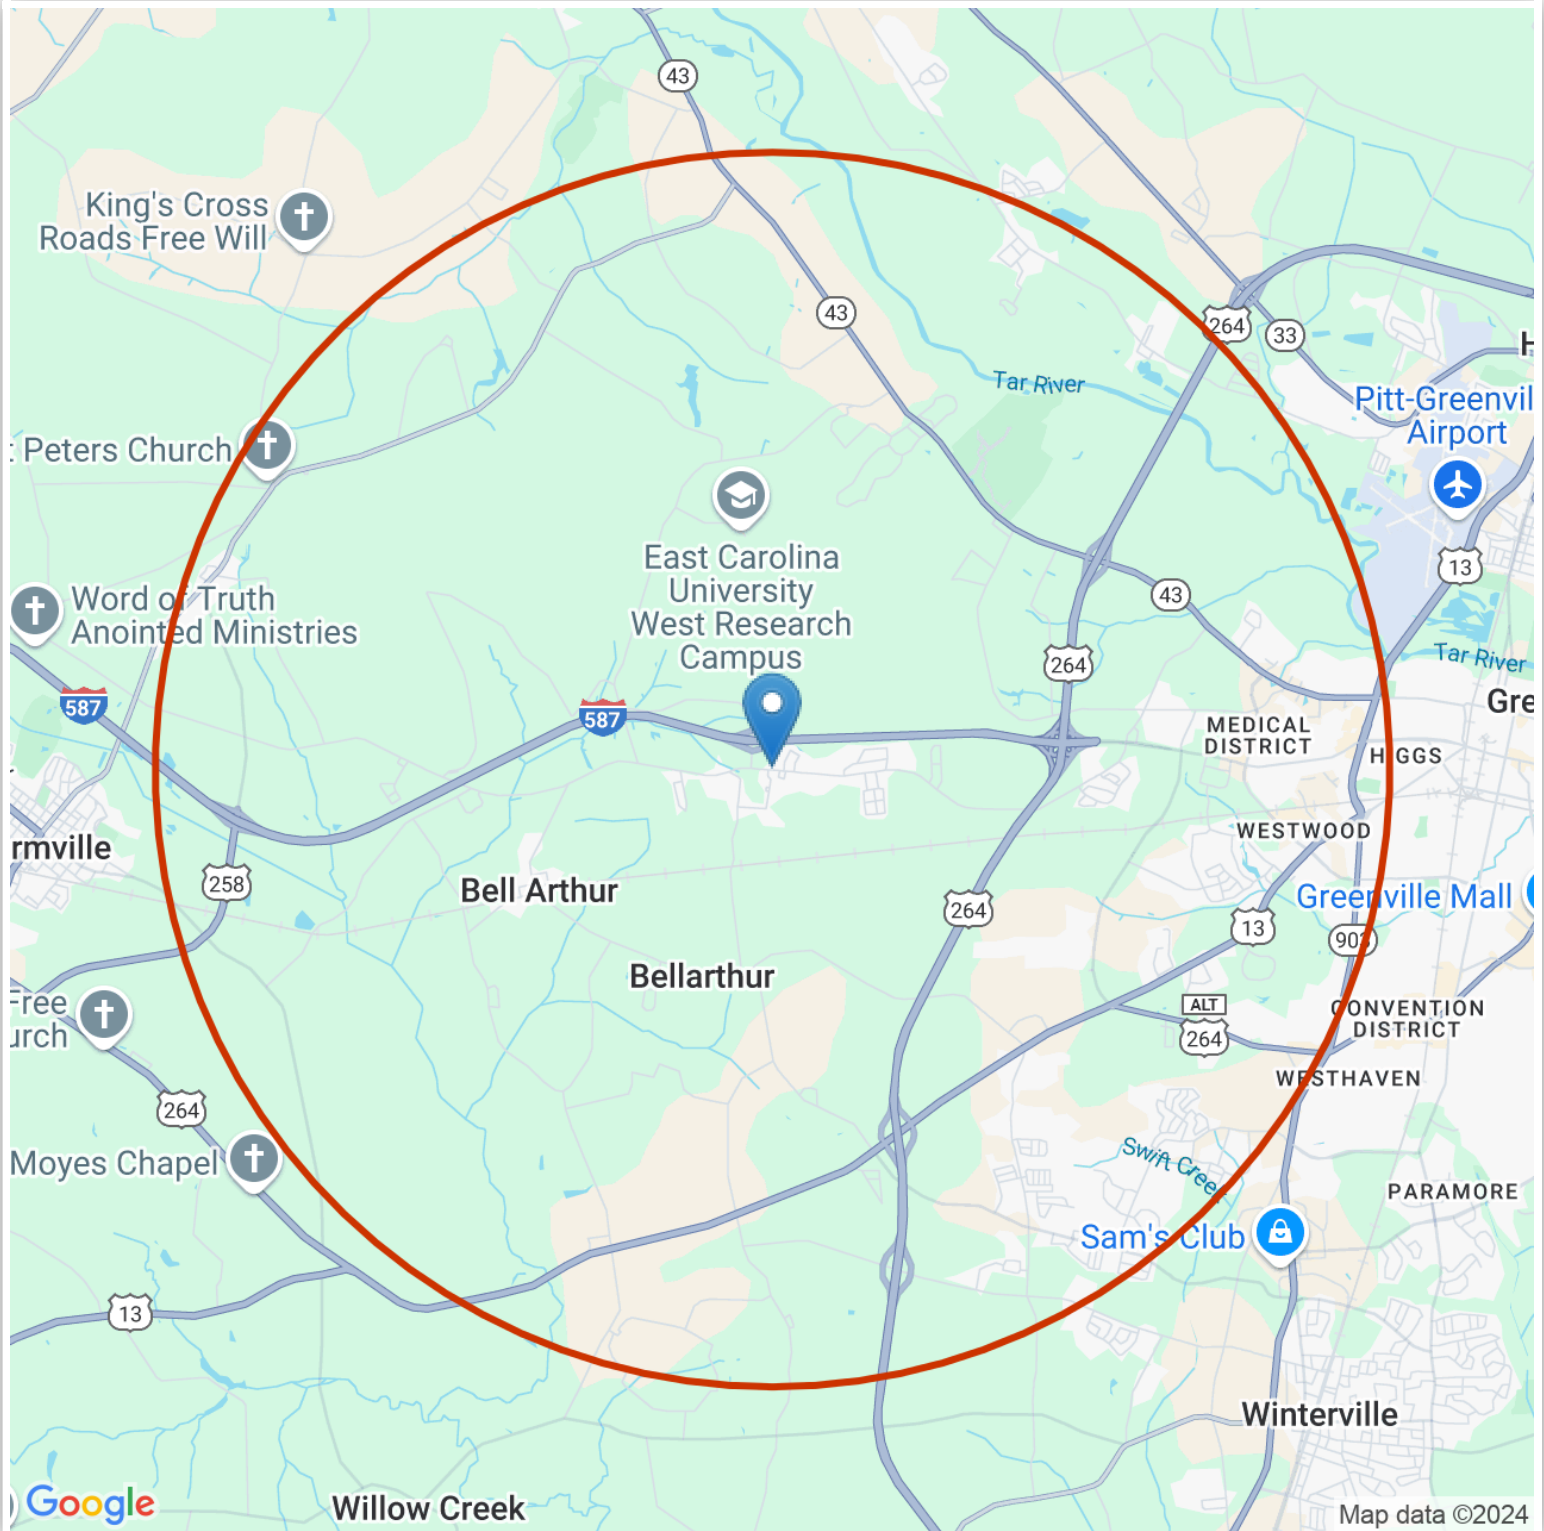 43
King's Cross
Roads Free Will
43
264
33
Tar River
Pitt-Greenvil
Airport
Peters Church
East Carolina
University
West Research
Campus
13
43
Word of Truth
Anointed Ministries
264
Tar River
587
587
Gre
MEDICAL
DISTRICT
HIGGS
WESTWOOD
rmville
258
Bell Arthur
Greenville Mall
264
13
903
Bellarthur
Free
urch
ALT
264
CONVENTION
DISTRICT
WESTHAVEN
264
Moyes Chapel
Swift Creek
PARAMORE
Sam's Club
13
Winterville
Google
Willow Creek
Map data ©2024